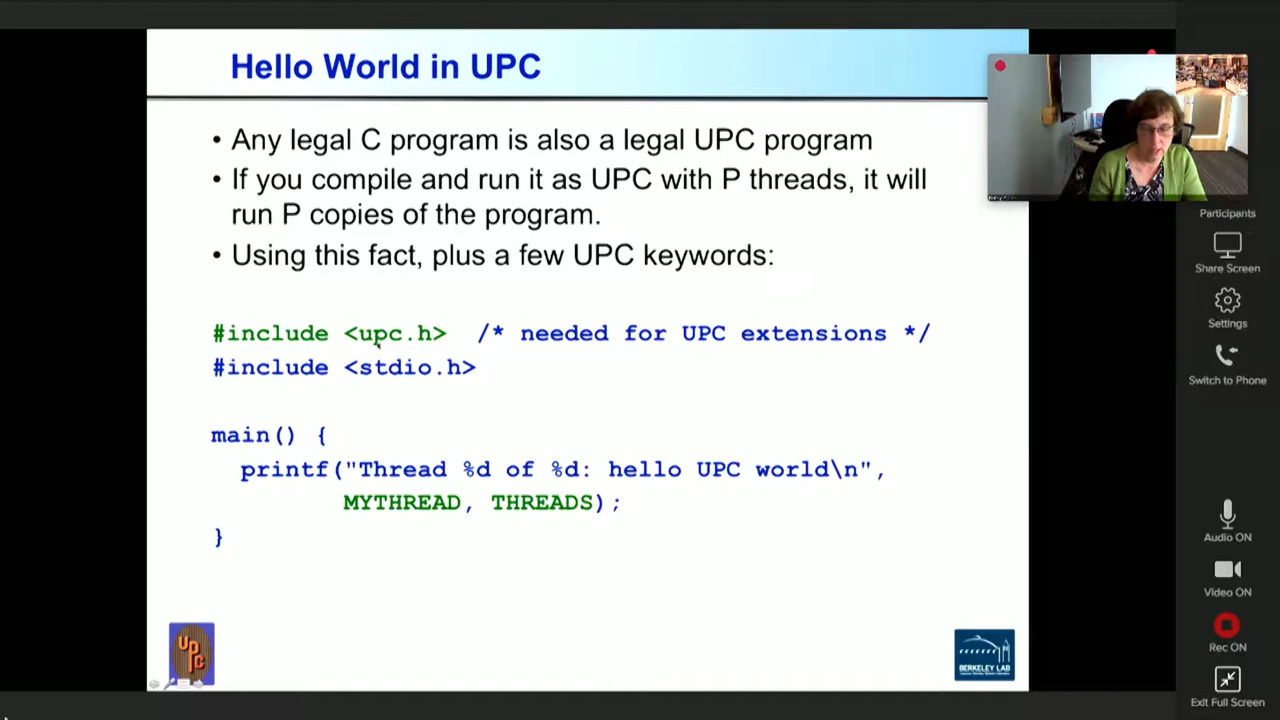 Hello World in UPC
• Any legal C program is also a legal UPC program
• If you compile and run it as UPC with P threads, it will
run P copies of the program.
• Using this fact, plus a few UPC keywords:
#include <upc.h> /* needed for UPC extensions */
#include <stdio.h>
main() {
printf("Thread %d of %d: hello UPC world\n",
MYTHREAD, THREADS);
}
UPC
BERKELEY LAB
Participants
Share Screen
Settings
Switch to Phone
Audio ON
Video ON
Rec ON
Exit Full Screen